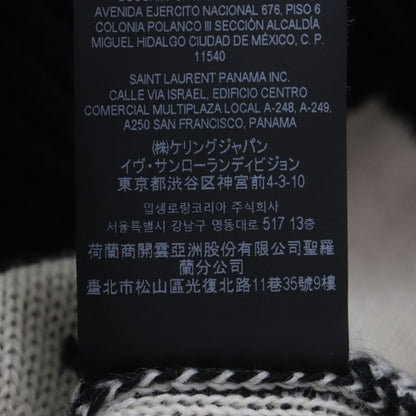 AVENIDA EJERCITO NACIONAL 676, PISO 6
COLONIA POLANCO III SECCIÓN ALCALDÍA
MIGUEL HIDALGO CIUDAD DE MÉXICO, C. P.
11540
SAINT LAURENT PANAMA INC.
CALLE VIA ISRAEL, EDIFICIO CENTRO
COMERCIAL MULTIPLAZA LOCAL A-248, A-249,
A250 SAN FRANCISCO, PANAMA
㈱ケリングジャパン
イヴ・サンローランディビジョン
東京都渋谷区神宮前4-3-10
입생로랑코리아 주식회사
서울특별시 강남구 영동대로 517 13층
荷蘭商開雲亞洲股份有限公司聖羅
蘭分公司
臺北市松山區光復北路11巷35號9樓